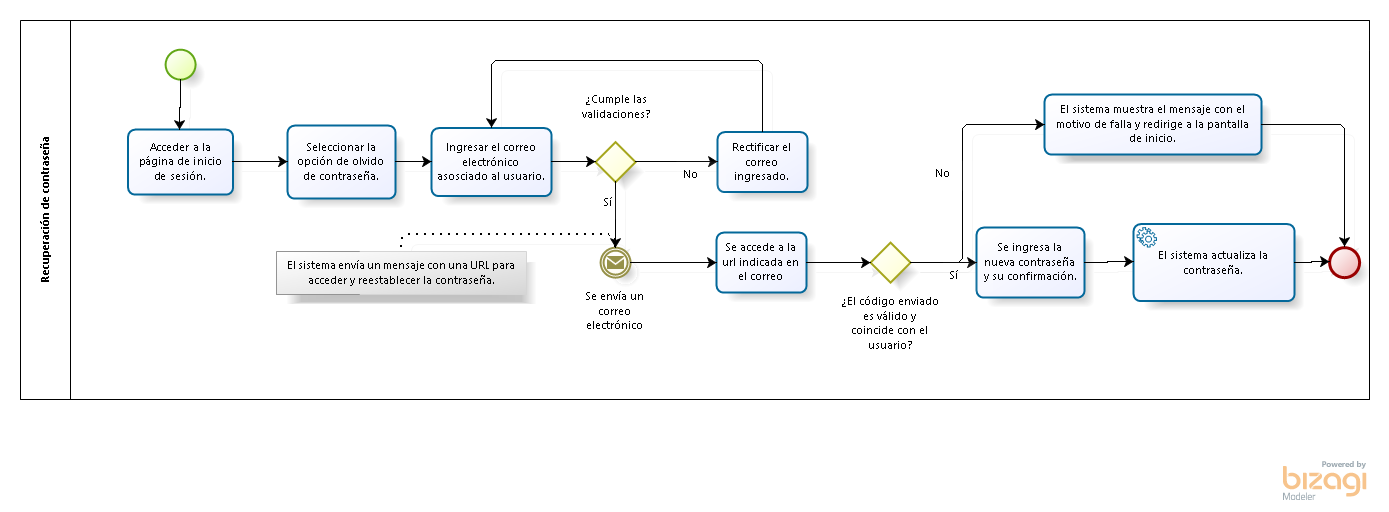 Recuperación de contraseña
Acceder a la
página de inicio
de sesión.
Seleccionar la
opción de olvido
de contraseña.
Ingresar el correo
electrónico
asosciado al usuario.
¿Cumple las
validaciones?
No
Sí
Rectificar el
correo
ingresado.
El sistema envía un mensaje con una URL para
acceder y reestablecer la contraseña.
Se envía un
correo
electrónico
Se accede a la
url indicada en
el correo
¿El código enviado
es válido y
coincide con el
usuario?
No
Sí
El sistema muestra el mensaje con el
motivo de falla y redirige a la pantalla
de inicio.
Se ingresa la
nueva contraseña
y su confirmación.
El sistema actualiza la
contraseña.
Powered by
bizagi
Modeler